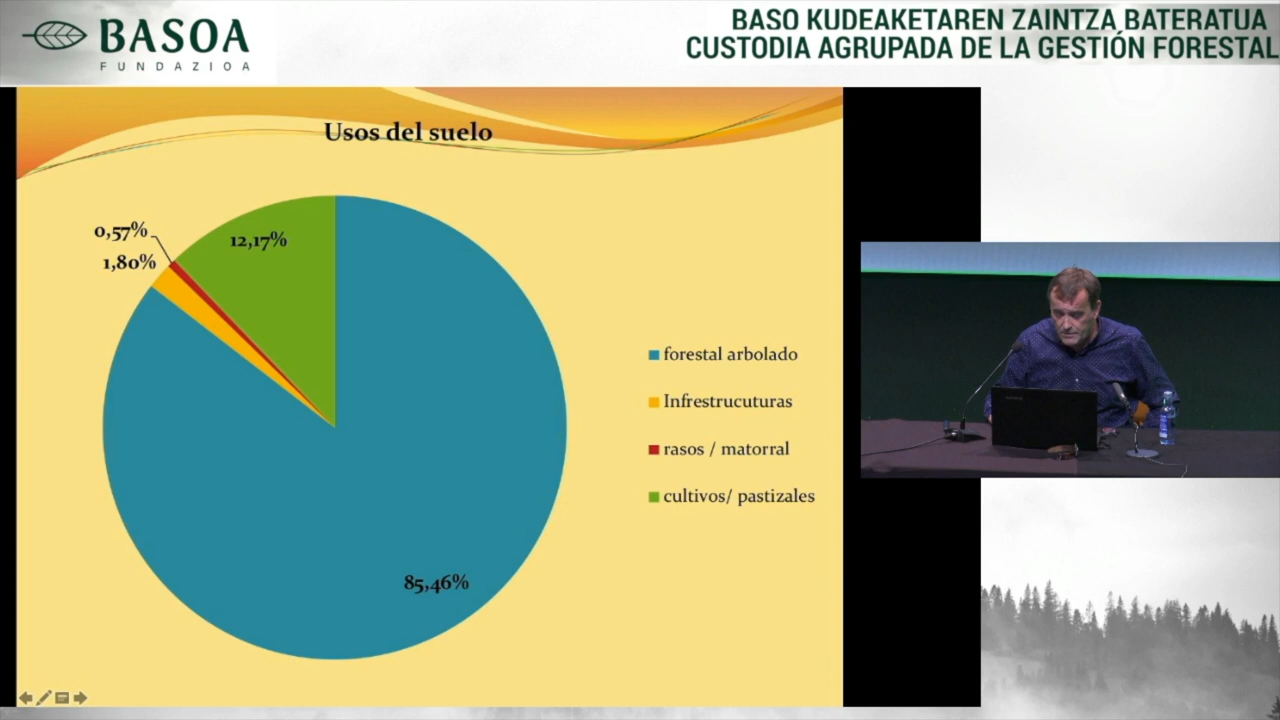 BASOA
FUNDAZIOA
BASO KUDEAKETAREN ZAINTZA BATERATUA
CUSTODIA AGRUPADA DE LA GESTIÓN FORESTAL
Usos del suelo
0,57%
12,17%
1,80%
85,46%
forestal arbolado
Infrestrucuturas
rasos / matorral
cultivos/ pastizales